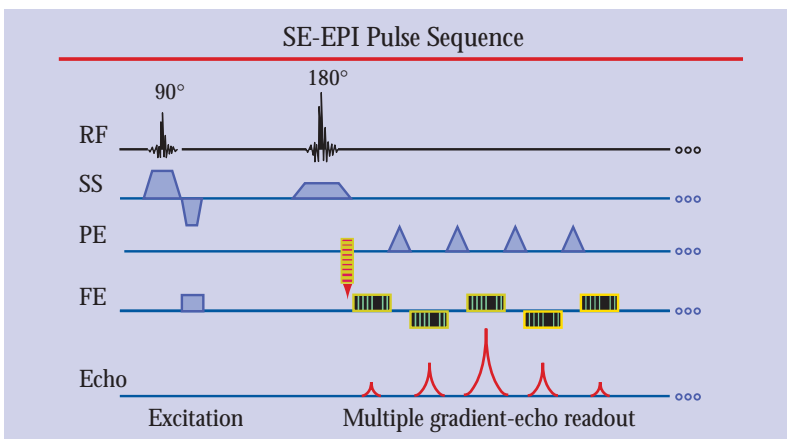 SE-EPI Pulse Sequence
90°
180°
RF
SS
PE
FE
Echo
Excitation
Multiple gradient-echo readout